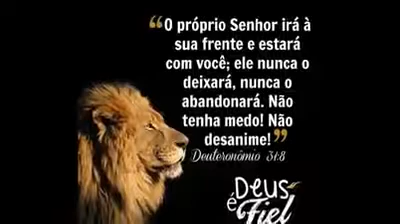 “O próprio Senhor irá à
sua frente e estará
com você; ele nunca o
deixará, nunca o
abandonará. Não
tenha medo! Não
desanime!”
Deuteronômio 31:8
Deus
é Fiel